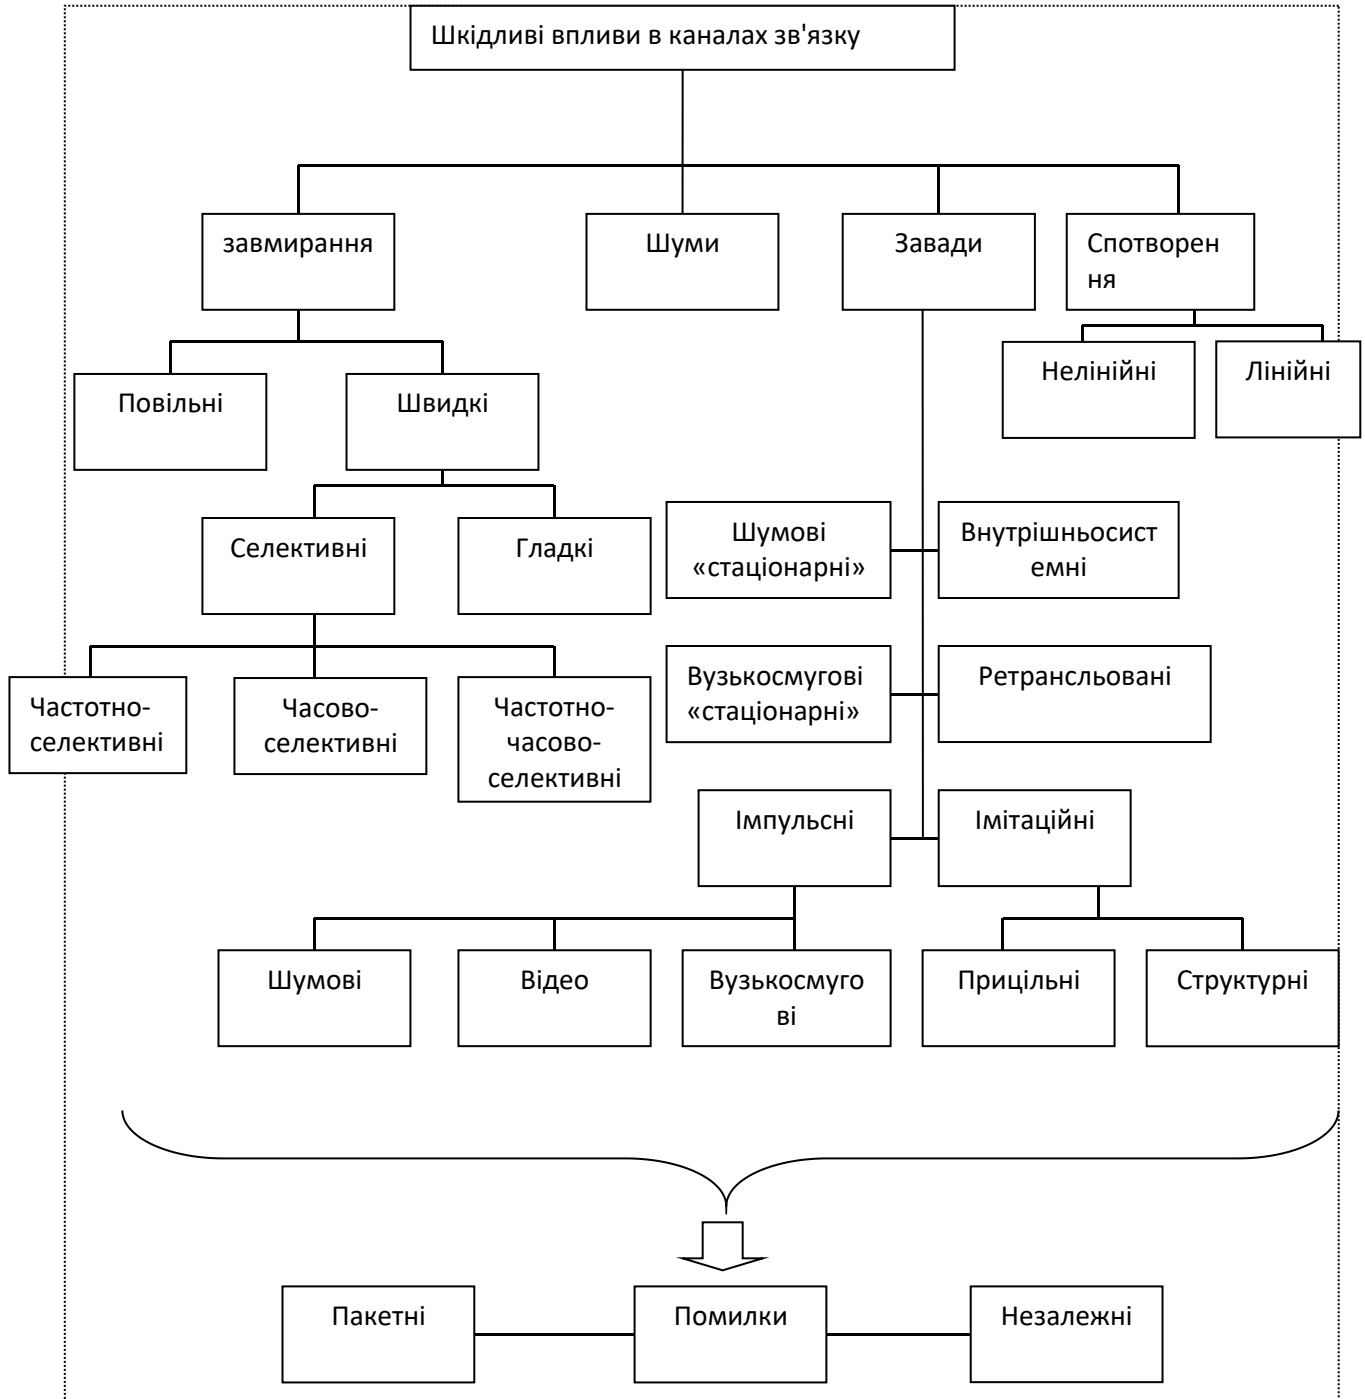 Шкідливі впливи в каналах зв'язку
завмирання
Шуми
Завади
Спотворен
ня
Повільні
Швидкі
Нелінійні
Лінійні
Селективні
Гладкі
Шумові
«стаціонарні»
Внутрішньосист
емні
Частотно-
селективні
Часово-
селективні
Частотно-
часово-
селективні
Вузькосмугові
«стаціонарні»
Ретрансльовані
Імпульсні
Імітаційні
Шумові
Відео
Вузькосмуго
ві
Прицільні
Структурні
Пакетні
Помилки
Незалежні